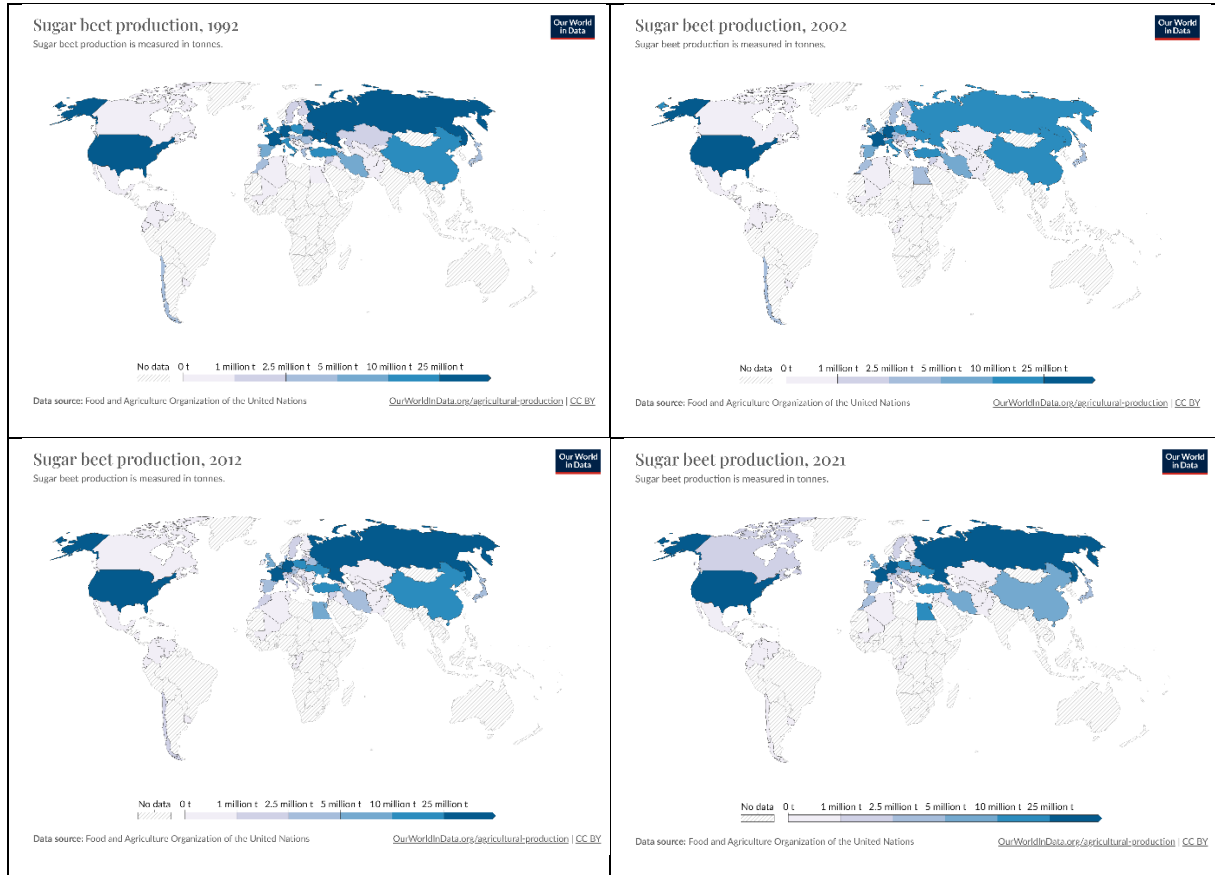 Sugar beet production, 1992
Sugar beet production is measured in tonnes.
Our World
in Data
No data 0 t 1 million t 2.5 million t 5 million t 10 million t 25 million t
Data source: Food and Agriculture Organization of the United Nations OurWorldInData.org/agricultural-production | CC BY
Sugar beet production, 2002
Sugar beet production is measured in tonnes.
Our World
in Data
No data 0 t 1 million t 2.5 million t 5 million t 10 million t 25 million t
Data source: Food and Agriculture Organization of the United Nations OurWorldInData.org/agricultural-production | CC BY
Sugar beet production, 2012
Sugar beet production is measured in tonnes.
Our World
in Data
No data 0 t 1 million t 2.5 million t 5 million t 10 million t 25 million t
Data source: Food and Agriculture Organization of the United Nations OurWorldInData.org/agricultural-production | CC BY
Sugar beet production, 2021
Sugar beet production is measured in tonnes.
Our World
in Data
No data 0 t 1 million t 2.5 million t 5 million t 10 million t 25 million t
Data source: Food and Agriculture Organization of the United Nations OurWorldInData.org/agricultural-production | CC BY